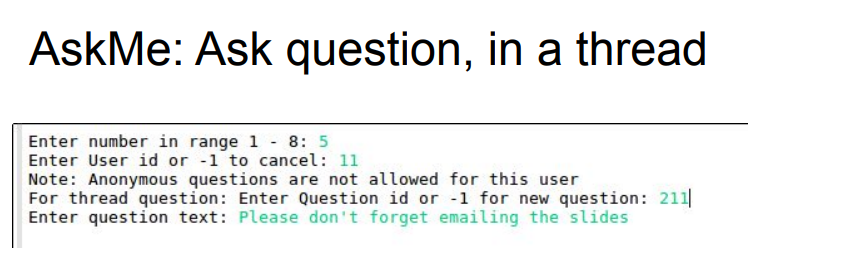 AskMe: Ask question, in a thread
Enter number in range 1 - 8: 5
Enter User id or -1 to cancel: 11
Note: Anonymous questions are not allowed for this user
For thread question: Enter Question id or -1 for new question: 211
Enter question text: Please don't forget emailing the slides